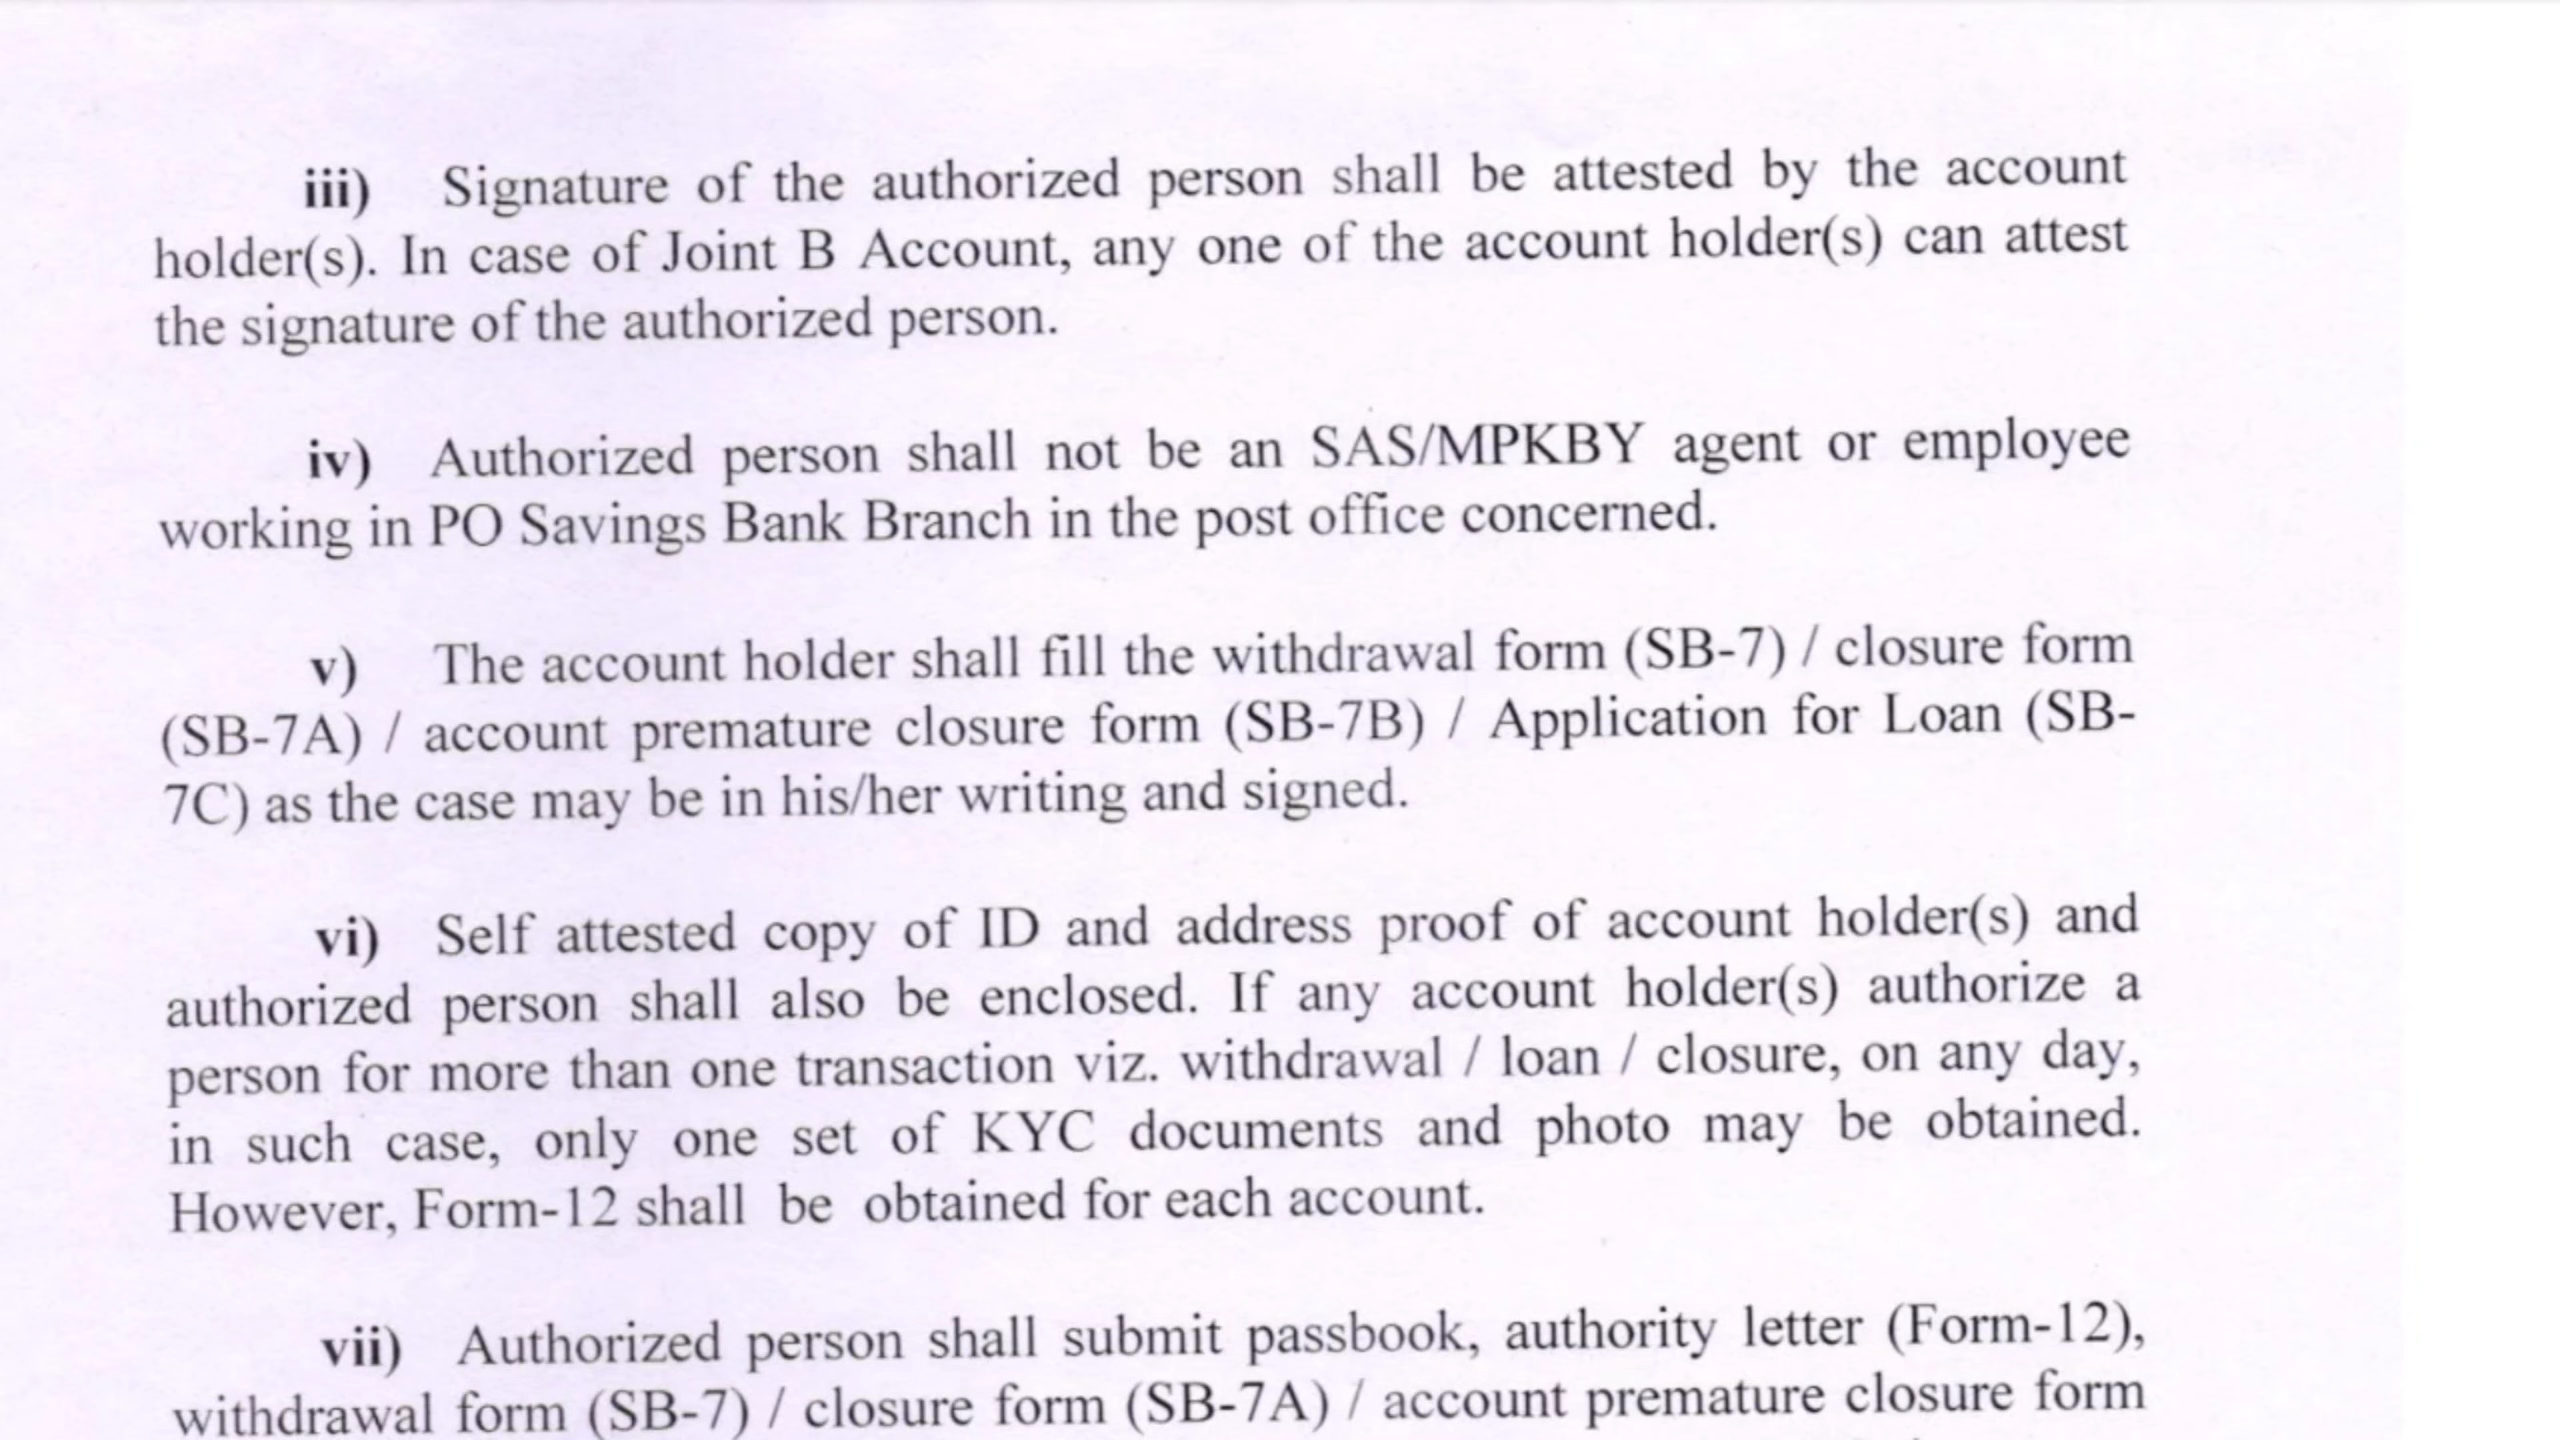 iii) Signature of the authorized person shall be attested by the account
holder(s). In case of Joint B Account, any one of the account holder(s) can attest
the signature of the authorized person.
iv) Authorized person shall not be an SAS/MPKBY agent or employee
working in PO Savings Bank Branch in the post office concerned.
v) The account holder shall fill the withdrawal form (SB-7) / closure form
(SB-7A) / account premature closure form (SB-7B) / Application for Loan (SB-
7C) as the case may be in his/her writing and signed.
vi) Self attested copy of ID and address proof of account holder(s) and
authorized person shall also be enclosed. If any account holder(s) authorize a
person for more than one transaction viz. withdrawal / loan / closure, on any day,
in such case, only one set of KYC documents and photo may be obtained.
However, Form-12 shall be obtained for each account.
vii) Authorized person shall submit passbook, authority letter (Form-12),
withdrawal form (SB-7) / closure form (SB-7A) / account premature closure form